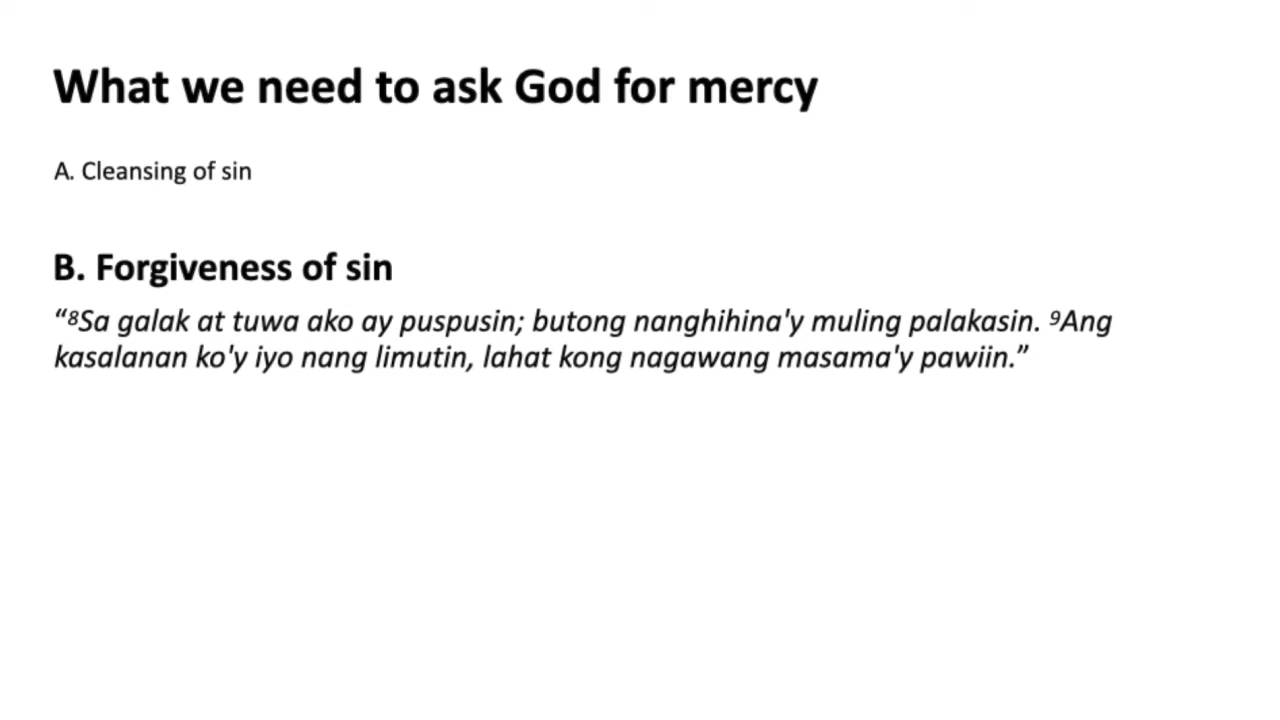 What we need to ask God for mercy
A. Cleansing of sin
B. Forgiveness of sin
“⁸Sa galak at tuwa ako ay puspusin; butong nanghihina'y muling palakasin. ⁹Ang
kasalanan ko'y iyo nang limutin, lahat kong nagawang masama'y pawiin.”